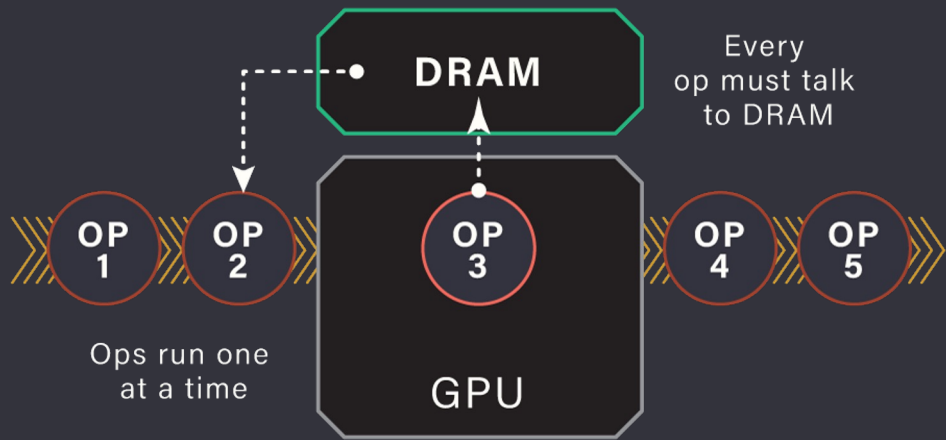 DRAM
Every
op must talk
to DRAM
OP
1
OP
2
OP
3
OP
4
OP
5
Ops run one
at a time
GPU